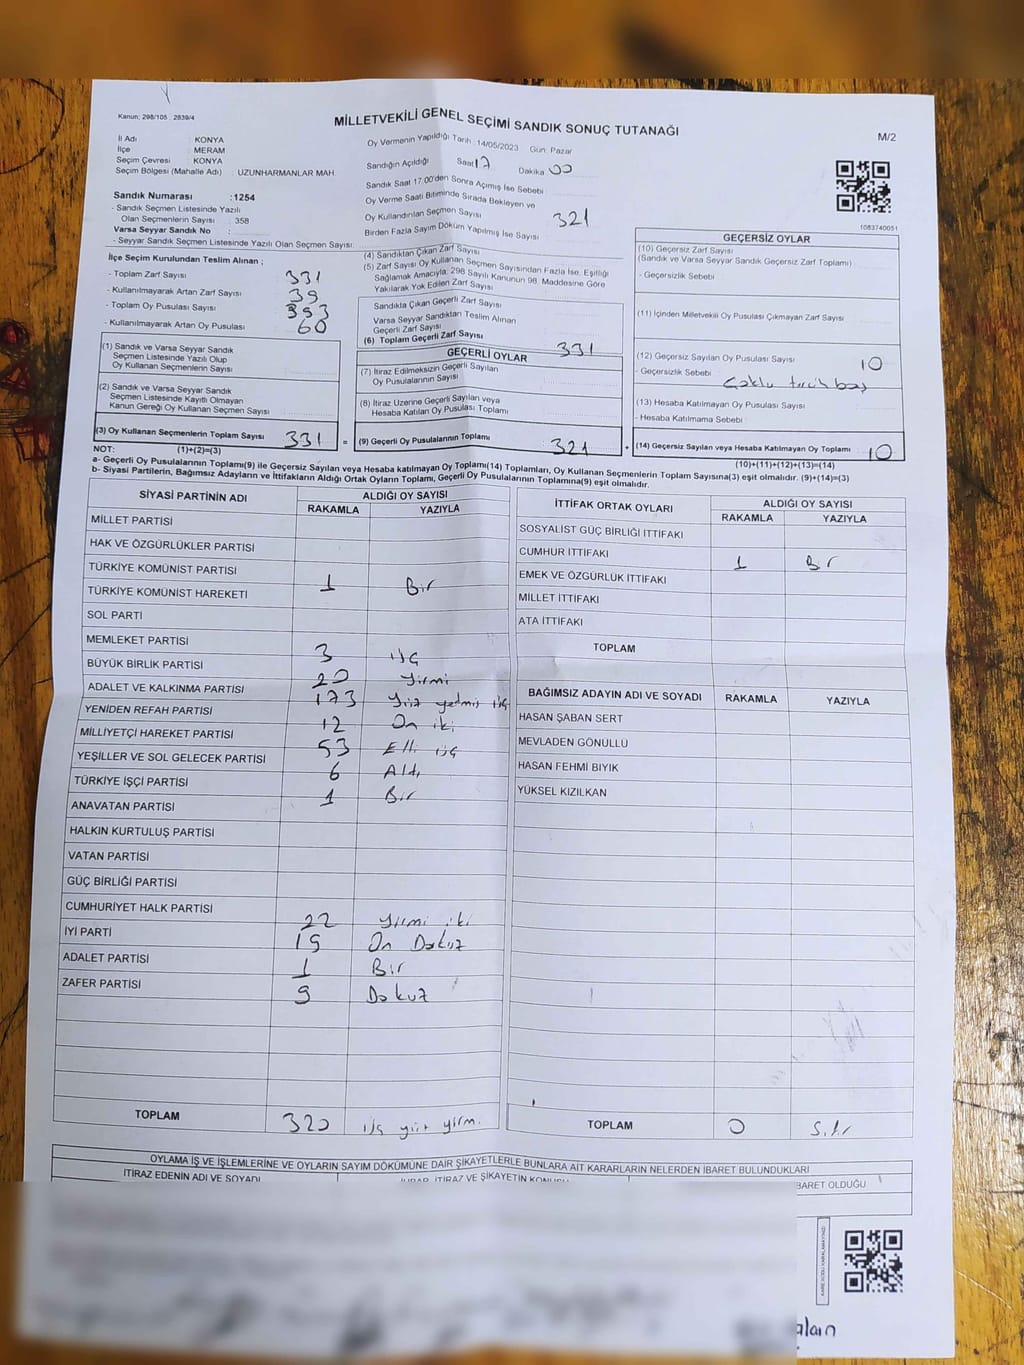 Kanun; 298/105 , 2839/4
MİLLETVEKİLİ GENEL SEÇİMİ SANDIK SONUÇ TUTANAĞI
M/2
İl Adı : KONYA
İlçe : MERAM
Seçim Çevresi : KONYA
Seçim Bölgesi (Mahalle Adı) : UZUNHARMANLAR MAH.
Sandık Numarası : 1254
- Sandık Seçmen Listesinde Yazılı
Olan Seçmenlerin Sayısı : 358
Varsa Seyyar Sandık No :
- Seyyar Sandık Seçmen Listesinde Yazılı Olan Seçmen Sayısı:
Oy Vermenin Yapıldığı Tarih: 14/05/2023 Gün: Pazar
Sandığın Açıldığı Saat 17 Dakika 00
Sandık Saat 17:00'den Sonra Açımış İse Sebebi
Oy Verme Saati Bitiminde Sırada Bekleyen ve
Oy Kullandırılan Seçmen Sayısı 321
Birden Fazla Sayım Döküm Yapılmış İse Sayısı
1083740051
İlçe Seçim Kurulundan Teslim Alınan ;
- Toplam Zarf Sayısı 331
- Kullanılmayarak Artan Zarf Sayısı 39
- Toplam Oy Pusulası Sayısı 393
- Kullanılmayarak Artan Oy Pusulası 60
(1) Sandık ve Varsa Seyyar Sandık
Seçmen Listesinde Yazılı Olup
Oy Kullanan Seçmenlerin Sayısı
(2) Sandık ve Varsa Seyyar Sandık
Seçmen Listesinde Kayıtlı Olmayan
Kanun Gereği Oy Kullanan Seçmen Sayısı
(3) Oy Kullanan Seçmenlerin Toplam Sayısı 331 =
(4) Sandıktan Çıkan Zarf Sayısı
(5) Zarf Sayısı Oy Kullanan Seçmen Sayısından Fazla İse, Eşitliği
Sağlamak Amacıyla; 298 Sayılı Kanunun 98. Maddesine Göre
Yakılarak Yok Edilen Zarf Sayısı
Sandıkta Çıkan Geçerli Zarf Sayısı
Varsa Seyyar Sandıktan Teslim Alınan
Geçerli Zarf Sayısı
(6) Toplam Geçerli Zarf Sayısı 331
GEÇERLİ OYLAR
(7) İtiraz Edilmeksizin Geçerli Sayılan
Oy Pusulalarının Sayısı
(8) İtiraz Üzerine Geçerli Sayılan veya
Hesaba Katılan Oy Pusulası Toplamı
(9) Geçerli Oy Pusulalarının Toplamı 321 +
GEÇERSİZ OYLAR
(10) Geçersiz Zarf Sayısı
(Sandık ve Varsa Seyyar Sandık Geçersiz Zarf Toplamı)
- Geçersizlik Sebebi
(11) İçinden Milletvekili Oy Pusulası Çıkmayan Zarf Sayısı
(12) Geçersiz Sayılan Oy Pusulası Sayısı 10
- Geçersizlik Sebebi Çoklu tercih
(13) Hesaba Katılmayan Oy Pusulası Sayısı
- Hesaba Katılmama Sebebi
(14) Geçersiz Sayılan veya Hesaba Katılmayan Oy Toplamı 10
NOT: (1)+(2)=(3)
(10)+(11)+(12)+(13)=(14)
a- Geçerli Oy Pusulalarının Toplamı(9) ile Geçersiz Sayılan veya Hesaba katılmayan Oy Toplamı(14) Toplamları, Oy Kullanan Seçmenlerin Toplam Sayısına(3) eşit olmalıdır. (9)+(14)=(3)
b- Siyasi Partilerin, Bağımsız Adayların ve İttifakların Aldığı Ortak Oyların Toplamı, Geçerli Oy Pusulalarının Toplamına(9) eşit olmalıdır.
SİYASİ PARTİNİN ADI ALDIĞI OY SAYISI
RAKAMLA YAZIYLA
MİLLET PARTİSİ
HAK VE ÖZGÜRLÜKLER PARTİSİ
TÜRKİYE KOMÜNİST PARTİSİ
TÜRKİYE KOMÜNİST HAREKETİ 1 Bir
SOL PARTİ
MEMLEKET PARTİSİ
BÜYÜK BİRLİK PARTİSİ 3 üç
ADALET VE KALKINMA PARTİSİ 20 Yirmi
YENİDEN REFAH PARTİSİ 173 Yüz yetmiş üç
MİLLİYETÇİ HAREKET PARTİSİ 12 On iki
YEŞİLLER VE SOL GELECEK PARTİSİ 53 Elli üç
TÜRKİYE İŞÇİ PARTİSİ 6 Altı
ANAVATAN PARTİSİ 1 Bir
HALKIN KURTULUŞ PARTİSİ
VATAN PARTİSİ
GÜÇ BİRLİĞİ PARTİSİ
CUMHURİYET HALK PARTİSİ 22 Yirmi iki
İYİ PARTİ 19 On Dokuz
ADALET PARTİSİ 1 Bir
ZAFER PARTİSİ 9 Dokuz
TOPLAM 320 üç yüz yirmi
İTTİFAK ORTAK OYLARI ALDIĞI OY SAYISI
RAKAMLA YAZIYLA
SOSYALİST GÜÇ BİRLİĞİ İTTİFAKI
CUMHUR İTTİFAKI 1 Bir
EMEK VE ÖZGÜRLÜK İTTİFAKI
MİLLET İTTİFAKI
ATA İTTİFAKI
TOPLAM
BAĞIMSIZ ADAYIN ADI VE SOYADI RAKAMLA YAZIYLA
HASAN ŞABAN SERT
MEVLADEN GÖNÜLLÜ
HASAN FEHMİ BIYIK
YÜKSEL KIZILKAN
TOPLAM 0 Sıfır
OYLAMA İŞ VE İŞLEMLERİNE VE OYLARIN SAYIM DÖKÜMÜNE DAİR ŞİKAYETLERLE BUNLARA AİT KARARLARIN NELERDEN İBARET BULUNDUKLARI
İTİRAZ EDENİN ADI VE SOYADI
İTİRAZ VE ŞİKAYETİN KONUSU
BARET OLDUĞU